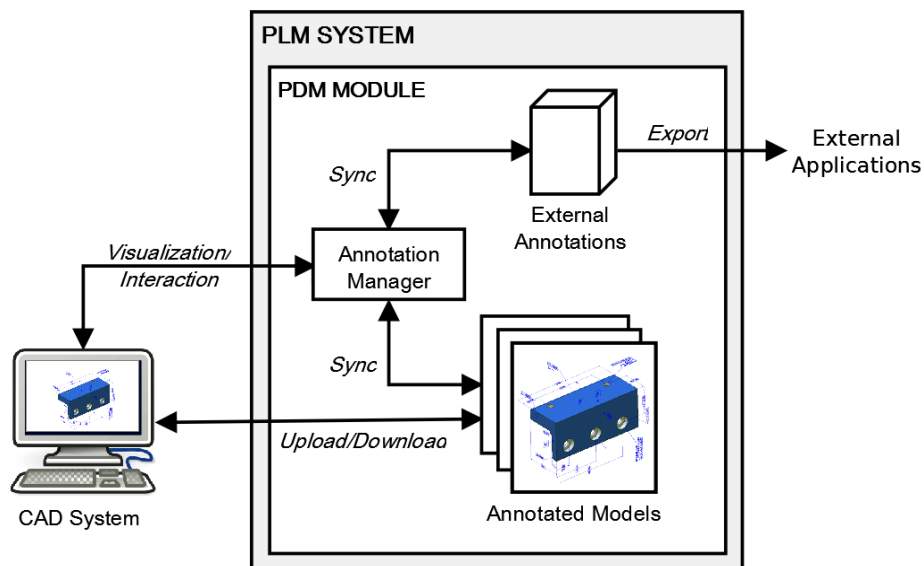 PLM SYSTEM
PDM MODULE
Export
External
Applications
Sync
External
Annotations
Visualization/
Interaction
Annotation
Manager
Sync
Upload/Download
CAD System
Annotated Models